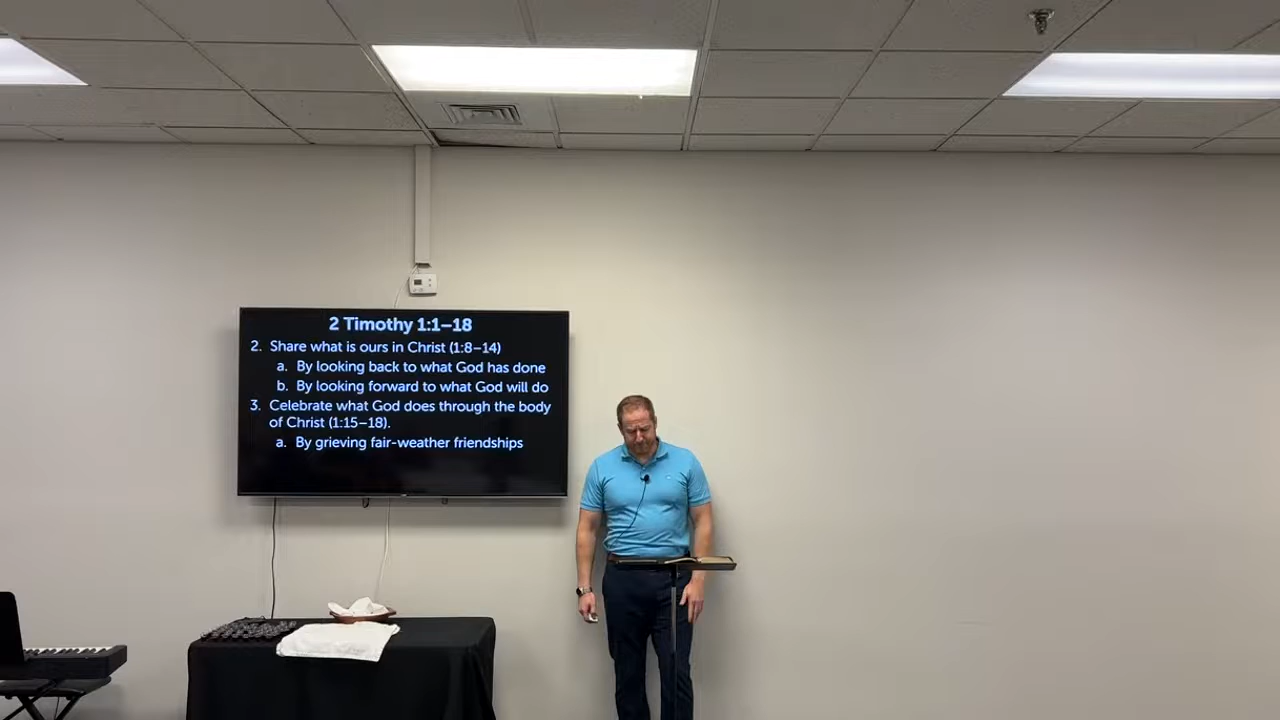 2 Timothy 1:1–18
2. Share what is ours in Christ (1:8–14)
a. By looking back to what God has done
b. By looking forward to what God will do
3. Celebrate what God does through the body
of Christ (1:15–18).
a. By grieving fair-weather friendships